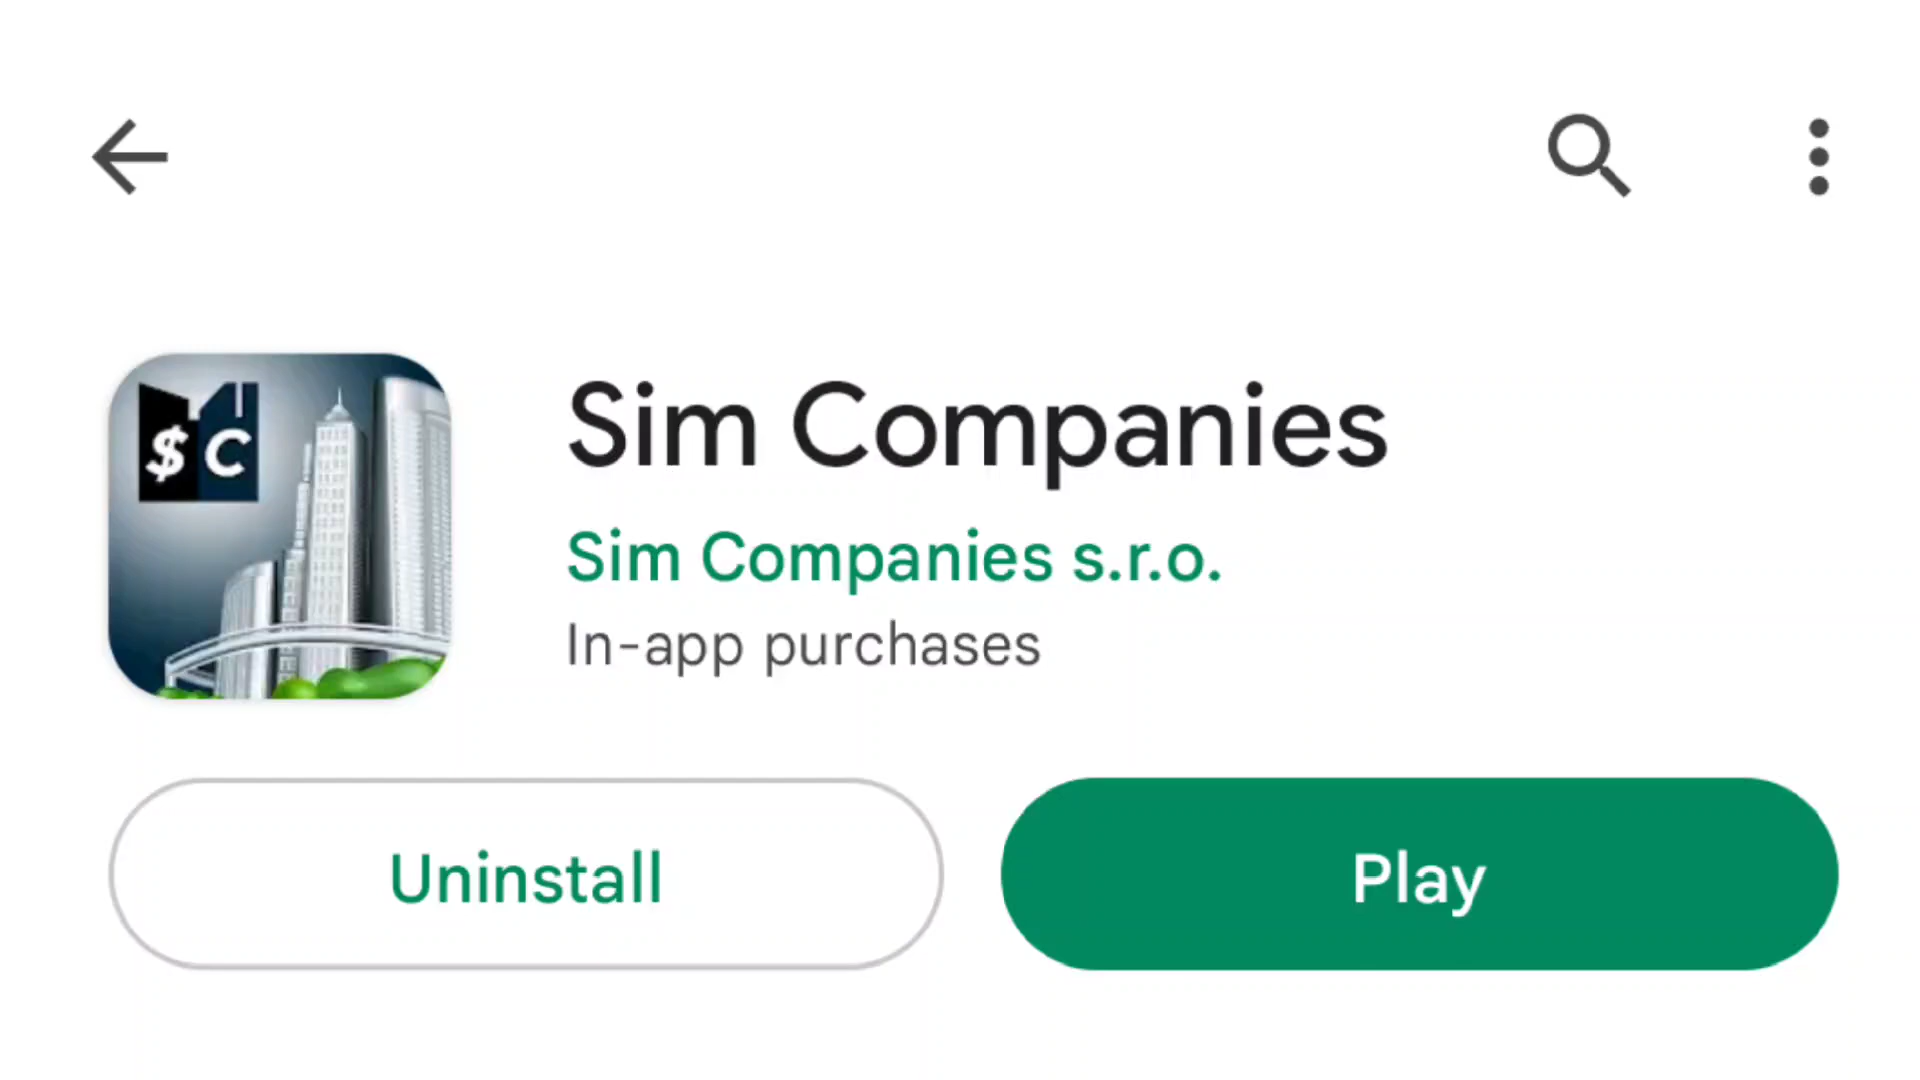 $ C
Sim Companies
Sim Companies s.r.o.
In-app purchases
Uninstall
Play